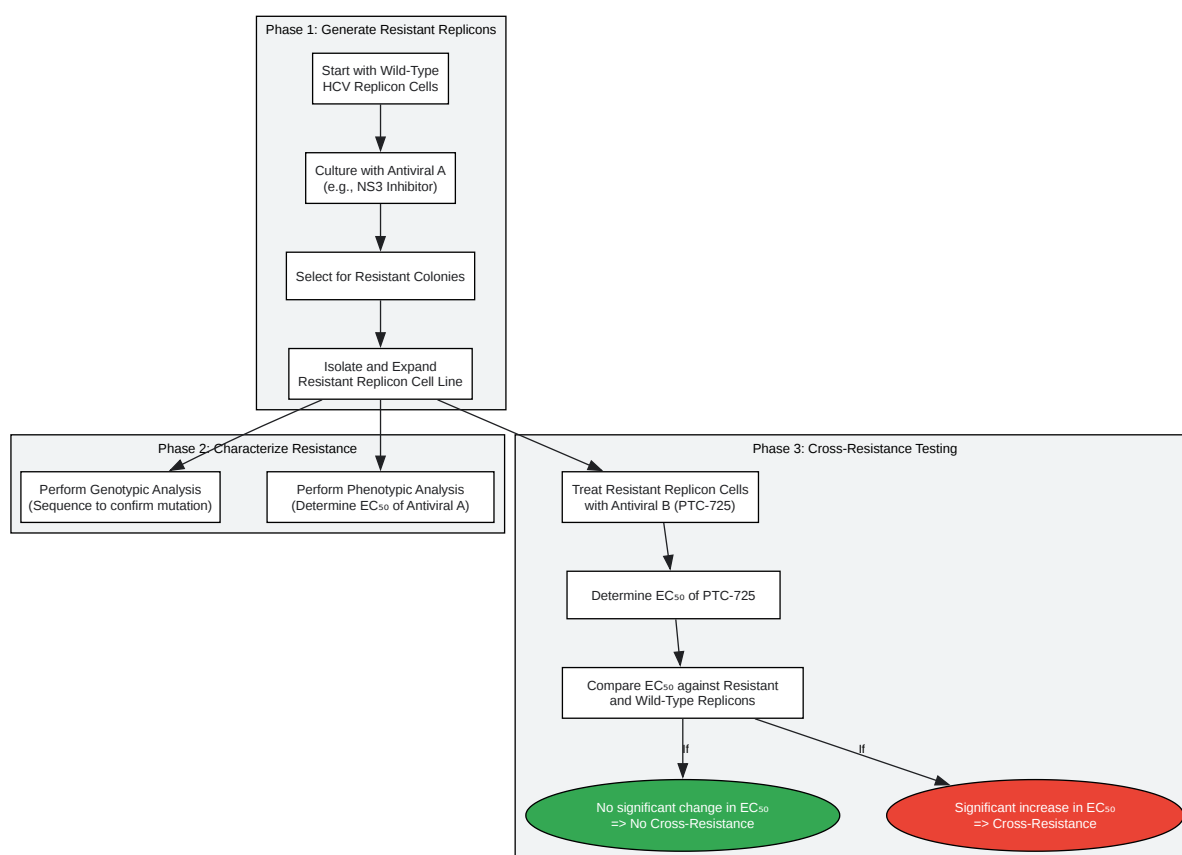 Phase 1: Generate Resistant Replicons
Start with Wild-Type
HCV Replicon Cells
Culture with Antiviral A
(e.g., NS3 Inhibitor)
Select for Resistant Colonies
Isolate and Expand
Resistant Replicon Cell Line
Phase 2: Characterize Resistance
Perform Genotypic Analysis
(Sequence to confirm mutation)
Perform Phenotypic Analysis
(Determine EC₅₀ of Antiviral A)
Phase 3: Cross-Resistance Testing
Treat Resistant Replicon Cells
with Antiviral B (PTC-725)
Determine EC₅₀ of PTC-725
Compare EC₅₀ against Resistant
and Wild-Type Replicons
If
If
No significant change in EC₅₀
=> No Cross-Resistance
Significant increase in EC₅₀
=> Cross-Resistance